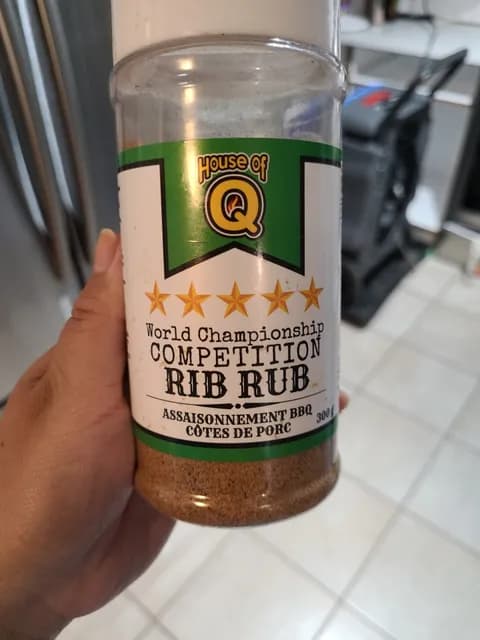 House of
Q
World Championship
COMPETITION
RIB RUB
ASSAISONNEMENT BBQ
CÔTES DE PORC
300 g